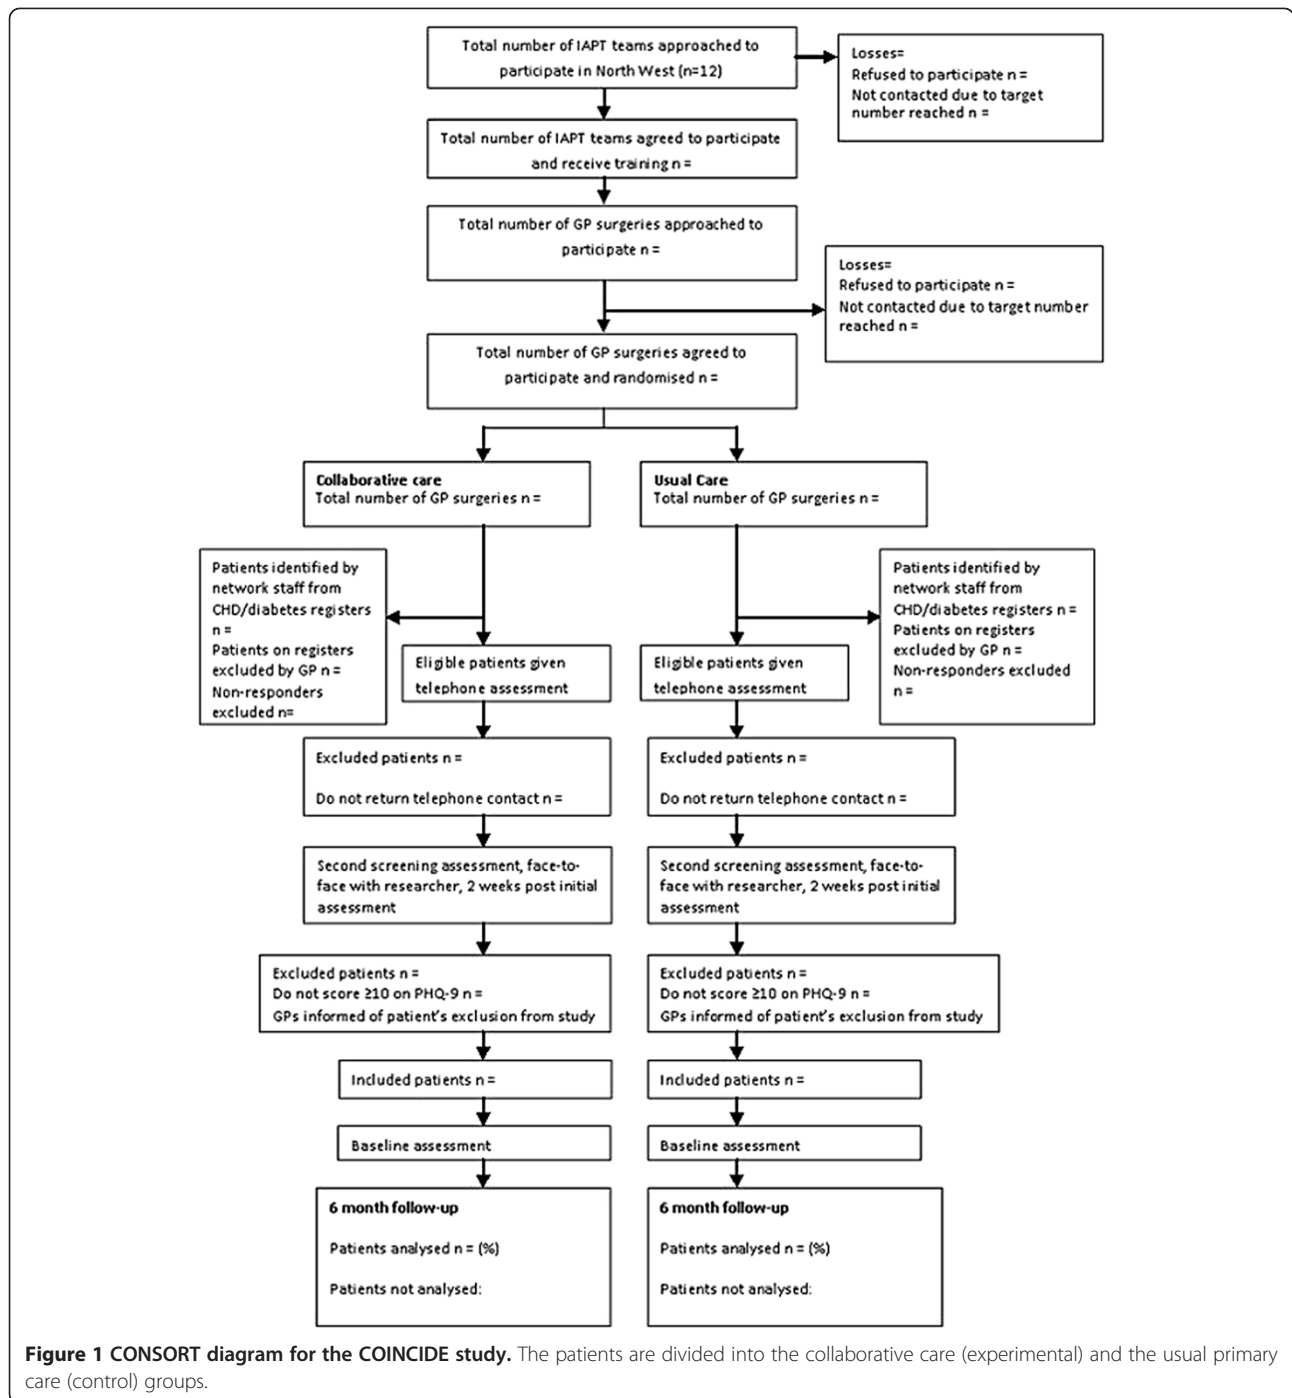 Total number of IAPT teams approached to
participate in North West (n=12)
Losses=
Refused to participate n =
Not contacted due to target
number reached n =
Total number of IAPT teams agreed to participate
and receive training n =
Total number of GP surgeries approached to
participate n =
Losses=
Refused to participate n =
Not contacted due to target number
reached n =
Total number of GP surgeries agreed to
participate and randomised n =
Collaborative care
Total number of GP surgeries n =
Usual Care
Total number of GP surgeries n =
Patients identified by
network staff from
CHD/diabetes registers
n =
Patients on registers
excluded by GP n =
Non-responders
excluded n=
Eligible patients given
telephone assessment
Eligible patients given
telephone assessment
Patients identified by
network staff from
CHD/diabetes registers n =
Patients on registers
excluded by GP n =
Non-responders excluded
n =
Excluded patients n =
Do not return telephone contact n =
Excluded patients n =
Do not return telephone contact n =
Second screening assessment, face-to-
face with researcher, 2 weeks post initial
assessment
Second screening assessment, face-to-
face with researcher, 2 weeks post initial
assessment
Excluded patients n =
Do not score ≥10 on PHQ-9 n =
GPs informed of patient's exclusion from study
Excluded patients n =
Do not score ≥10 on PHQ-9 n =
GPs informed of patient's exclusion from study
Included patients n =
Included patients n =
Baseline assessment
Baseline assessment
6 month follow-up
Patients analysed n = (%)
Patients not analysed:
6 month follow-up
Patients analysed n = (%)
Patients not analysed:
Figure 1 CONSORT diagram for the COINCIDE study. The patients are divided into the collaborative care (experimental) and the usual primary
care (control) groups.